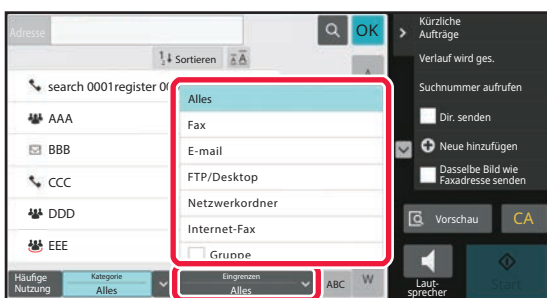 Adresse
OK
Sortieren
search 0001register 00
AAA
BBB
CCC
DDD
EEE
Alles
Fax
E-mail
FTP/Desktop
Netzwerkordner
Internet-Fax
Gruppe
Häufige
Nutzung
Kategorie
Alles
Eingrenzen
Alles
ABC
W
Kürzliche
Aufträge
Verlauf wird ges.
Suchnummer aufrufen
Dir. senden
Neue hinzufügen
Dasselbe Bild wie
Faxadresse senden
Vorschau
CA
Laut-
sprecher
Start